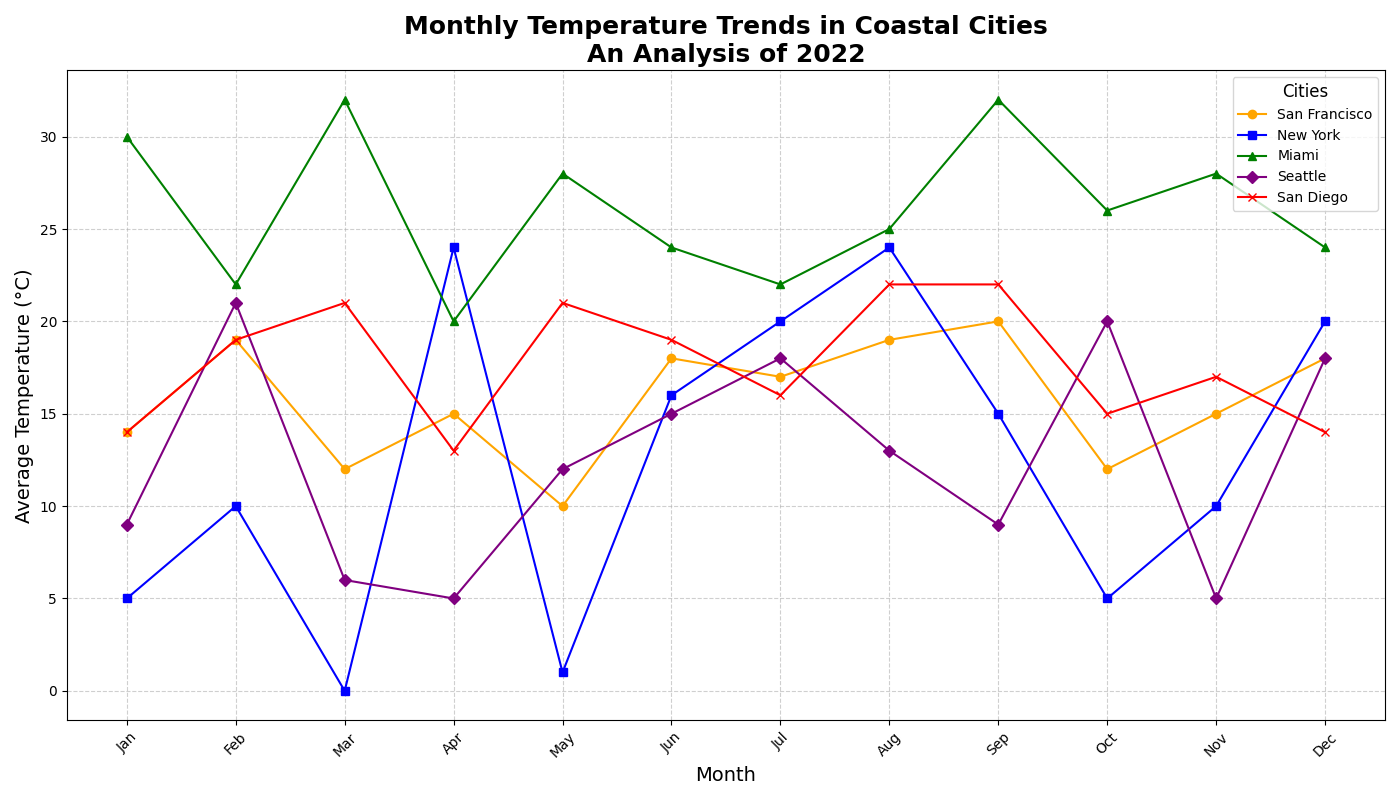 Monthly Temperature Trends in Coastal Cities
An Analysis of 2022
Cities
San Francisco
New York
Miami
Seattle
San Diego
Average Temperature (°C)
30
25
20
15
10
5
0
Jan
Feb
Mar
Apr
May
Jun
Jul
Aug
Sep
Oct
Nov
Dec
Month